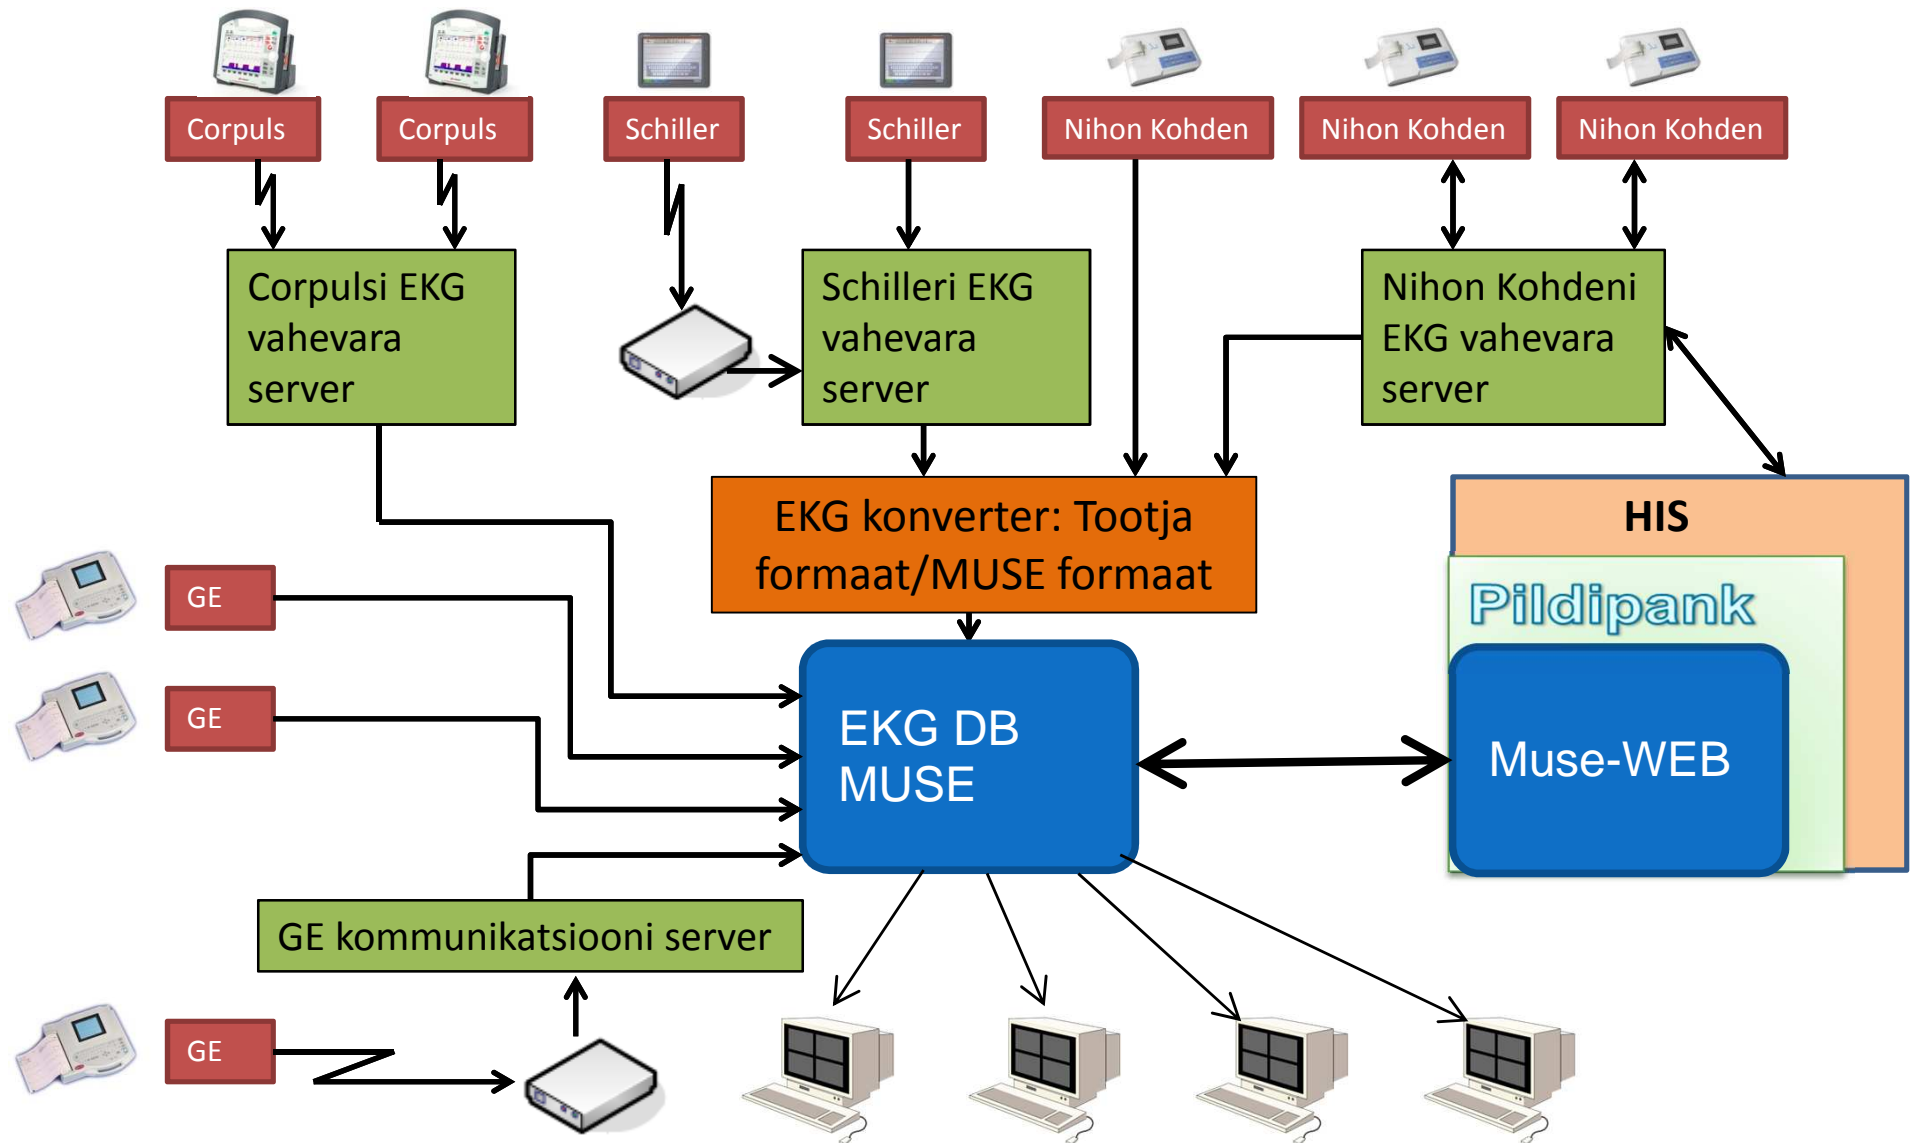 Corpuls
Corpuls
Schiller
Schiller
Nihon Kohden
Nihon Kohden
Nihon Kohden
Corpulsi EKG
vahevara
server
Schilleri EKG
vahevara
server
Nihon Kohdeni
EKG vahevara
server
EKG konverter: Tootja
formaat/MUSE formaat
HIS
Pildipank
GE
GE
EKG DB
MUSE
Muse-WEB
GE kommunikatsiooni server
GE